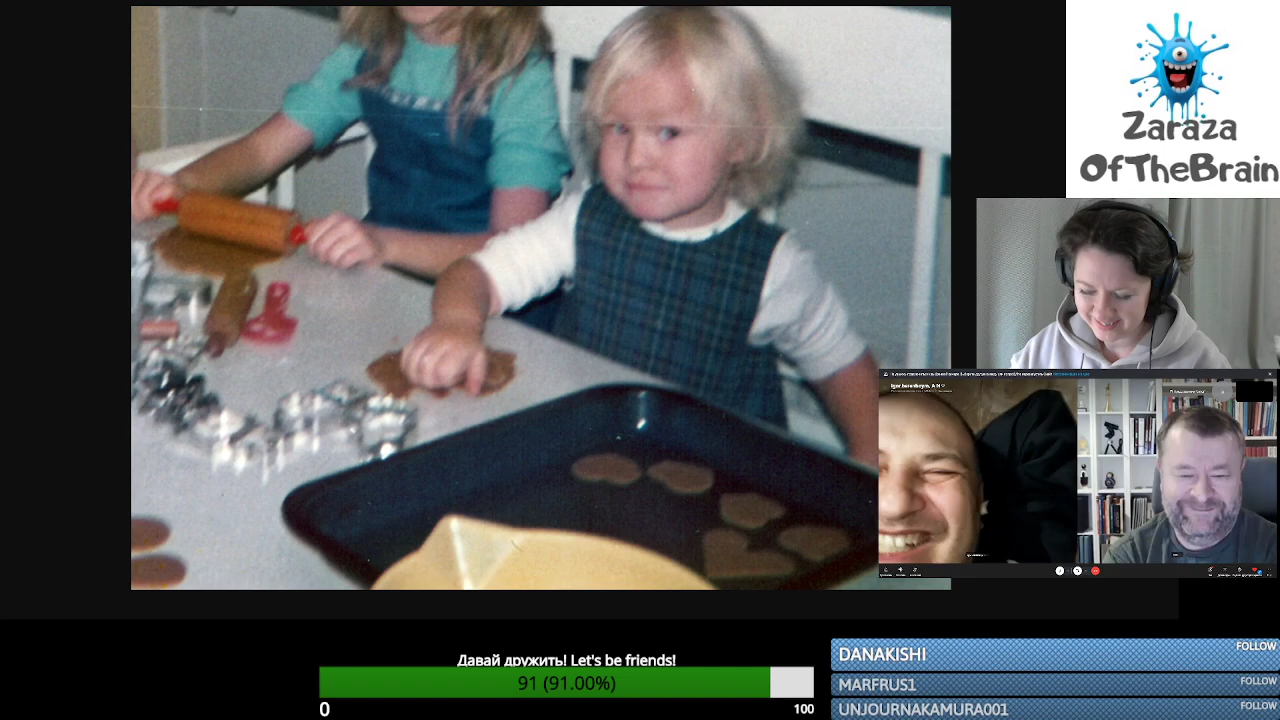 Zaraza
OfTheBrain
Давай дружить! Let's be friends!
91 (91.00%)
0
100
DANAKISHI
FOLLOW
MARFRUS1
FOLLOW
UNJOURNAKAMURA001
FOLLOW